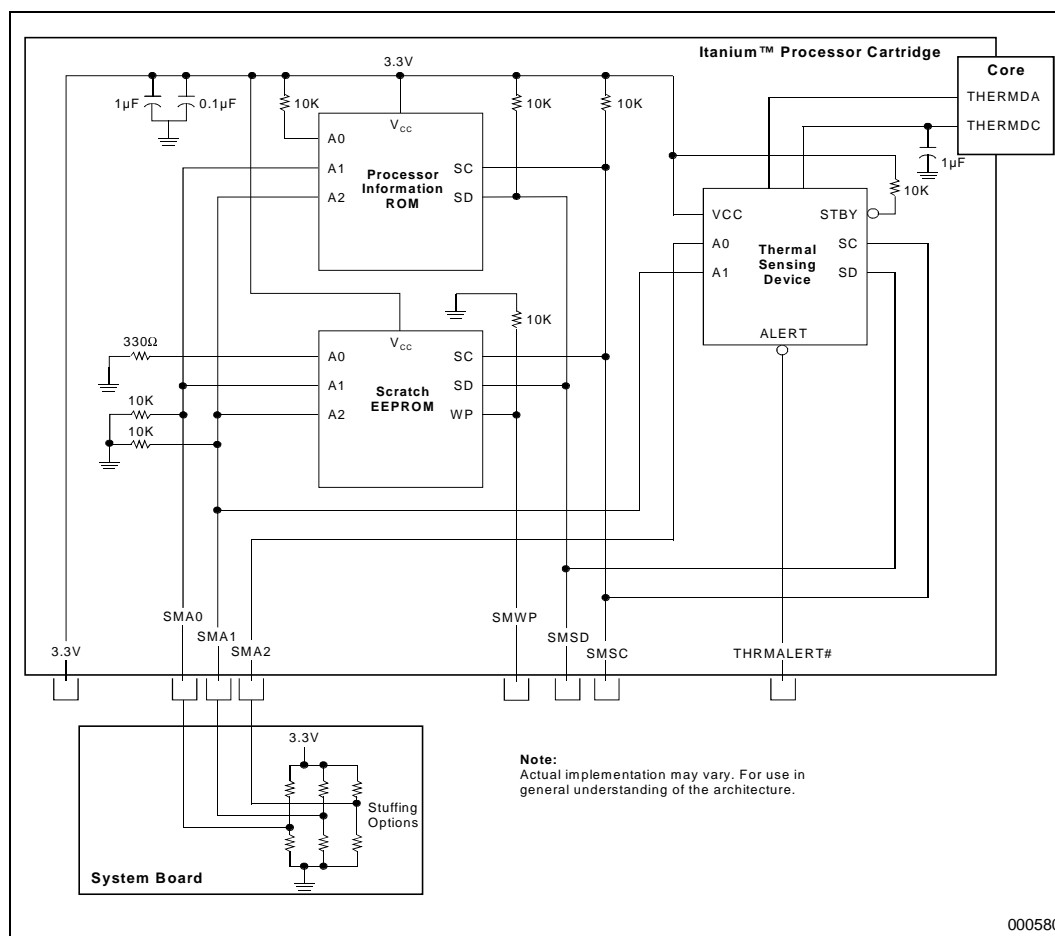 Itanium™ Processor Cartridge
Core
THERMDA
THERMDC
1µF
3.3V
1µF
0.1µF
10K
10K
10K
10K
VCC
A0
A1
A2
Processor
Information
ROM
SC
SD
VCC
STBY
A0
SC
A1
SD
Thermal
Sensing
Device
ALERT
10K
330Ω
10K
10K
VCC
A0
A1
A2
Scratch
EEPROM
SC
SD
WP
3.3V
SMA0
SMA1
SMA2
SMWP
SMSD
SMSC
THRMALERT#
3.3V
Stuffing
Options
System Board
Note:
Actual implementation may vary. For use in
general understanding of the architecture.
000580